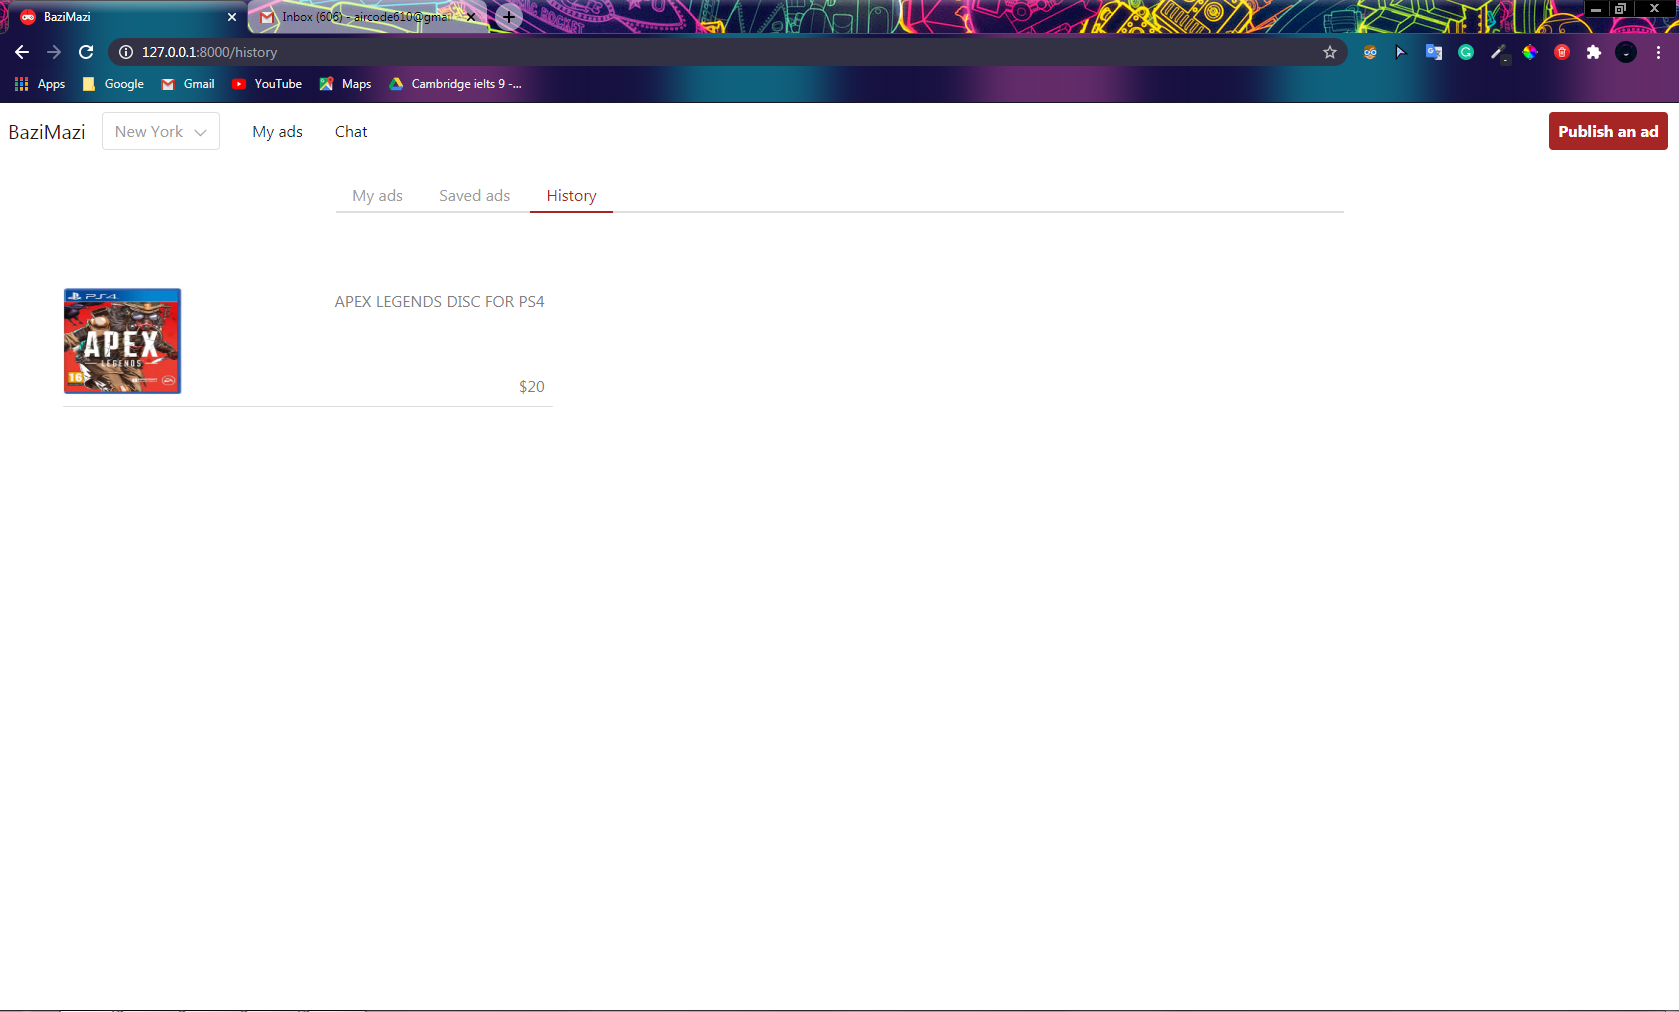 BaziMazi
Inbox (606) - aircode610@gmai
127.0.0.1:8000/history
Apps Google Gmail YouTube Maps Cambridge ielts 9 -...
BaziMazi New York My ads Chat Publish an ad
My ads Saved ads History
PS4
APEX
LEGENDS
16
EA
APEX LEGENDS DISC FOR PS4
$20